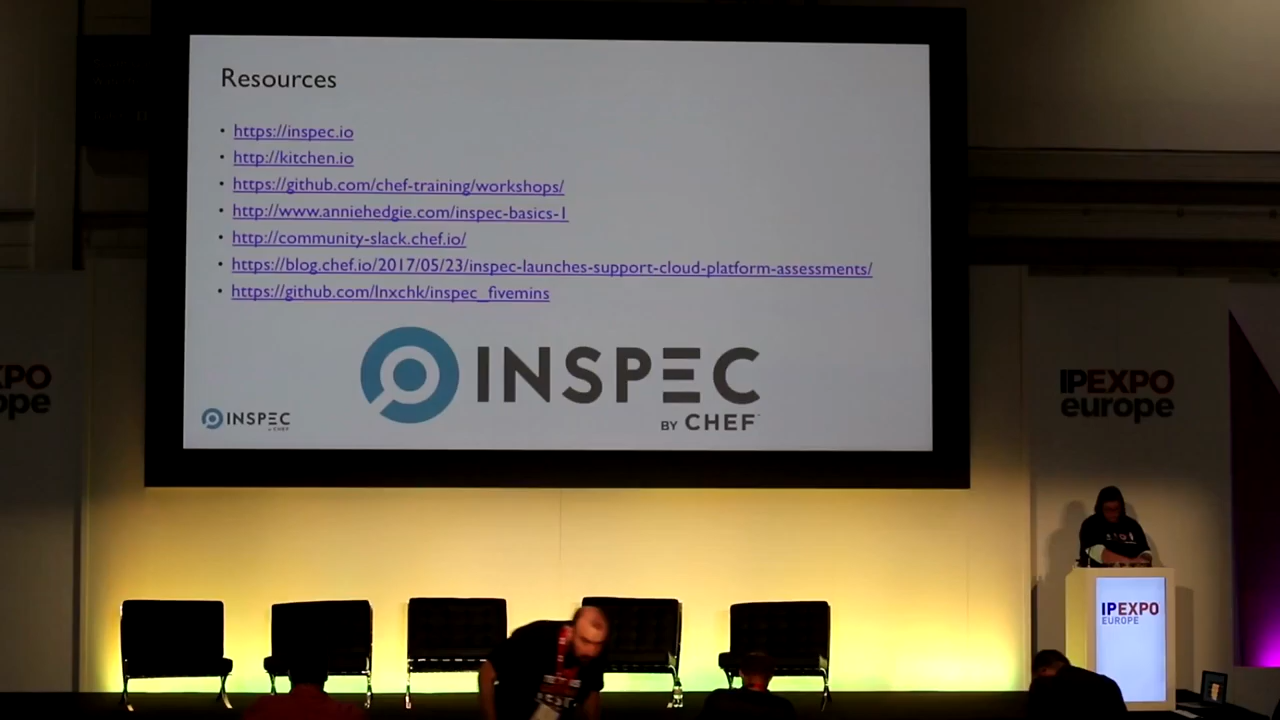 Resources
• https://inspec.io
• http://kitchen.io
• https://github.com/chef-training/workshops/
• http://www.anniehedgie.com/inspec-basics-1
• http://community-slack.chef.io/
• https://blog.chef.io/2017/05/23/inspec-launches-support-cloud-platform-assessments/
• https://github.com/lnxchk/inspec_fivemins
INSPEC
BY CHEF
INSPEC
XPO
ope
IPEXPO
europe
IPEXPO
EUROPE